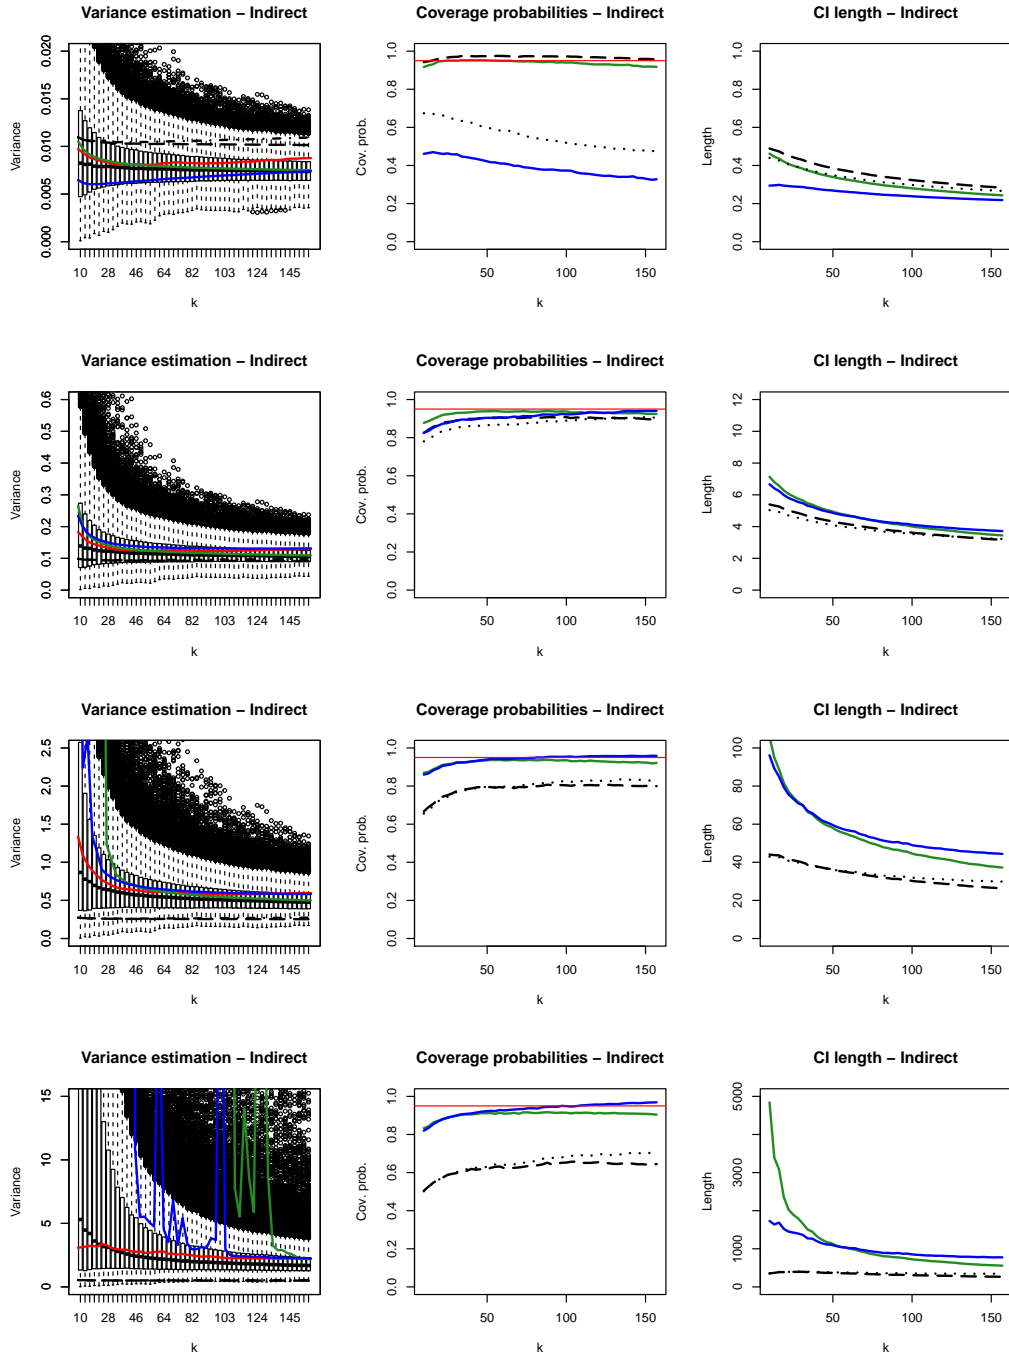 Variance estimation – Indirect
Coverage probabilities – Indirect
CI length – Indirect
Variance
0.000 0.005 0.010 0.015 0.020
10 28 46 64 82 103 124 145
k
Cov. prob.
0.0 0.2 0.4 0.6 0.8 1.0
50 100 150
k
Length
0.0 0.2 0.4 0.6 0.8 1.0
50 100 150
k
Variance estimation – Indirect
Coverage probabilities – Indirect
CI length – Indirect
Variance
0.0 0.1 0.2 0.3 0.4 0.5 0.6
10 28 46 64 82 103 124 145
k
Cov. prob.
0.0 0.2 0.4 0.6 0.8 1.0
50 100 150
k
Length
0 2 4 6 8 10 12
50 100 150
k
Variance estimation – Indirect
Coverage probabilities – Indirect
CI length – Indirect
Variance
0.0 0.5 1.0 1.5 2.0 2.5
10 28 46 64 82 103 124 145
k
Cov. prob.
0.0 0.2 0.4 0.6 0.8 1.0
50 100 150
k
Length
0 20 40 60 80 100
50 100 150
k
Variance estimation – Indirect
Coverage probabilities – Indirect
CI length – Indirect
Variance
0 5 10 15
10 28 46 64 82 103 124 145
k
Cov. prob.
0.0 0.2 0.4 0.6 0.8 1.0
50 100 150
k
Length
0 1000 3000 5000
50 100 150
k